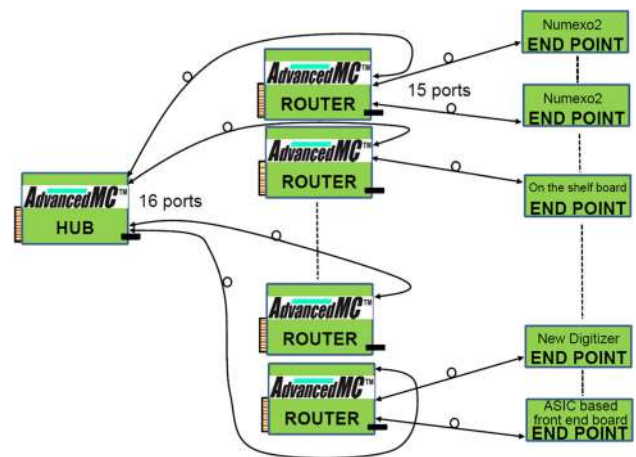 Numexo2
END POINT
AdvancedMC™
ROUTER
15 ports
Numexo2
END POINT
AdvancedMC™
ROUTER
On the shelf board
END POINT
AdvancedMC™
HUB
16 ports
AdvancedMC™
ROUTER
New Digitizer
END POINT
AdvancedMC™
ROUTER
ASIC based
front end board
END POINT